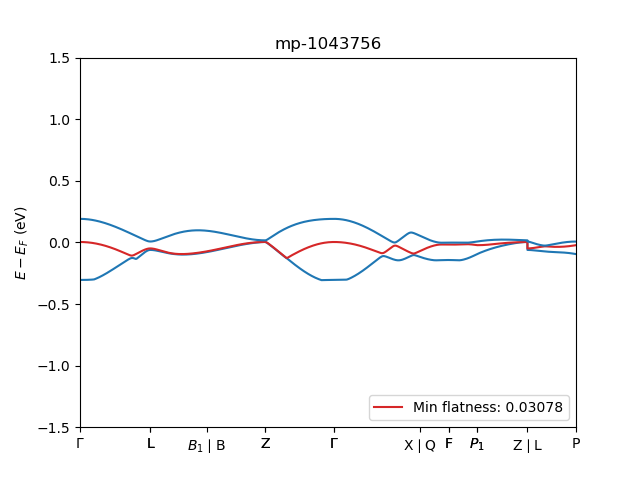 mp-1043756
1.5
1.0
0.5
0.0
−0.5
−1.0
−1.5
E − E_F (eV)
Min flatness: 0.03078
Γ L B₁ | B Z Γ X | Q F P₁ Z | L P